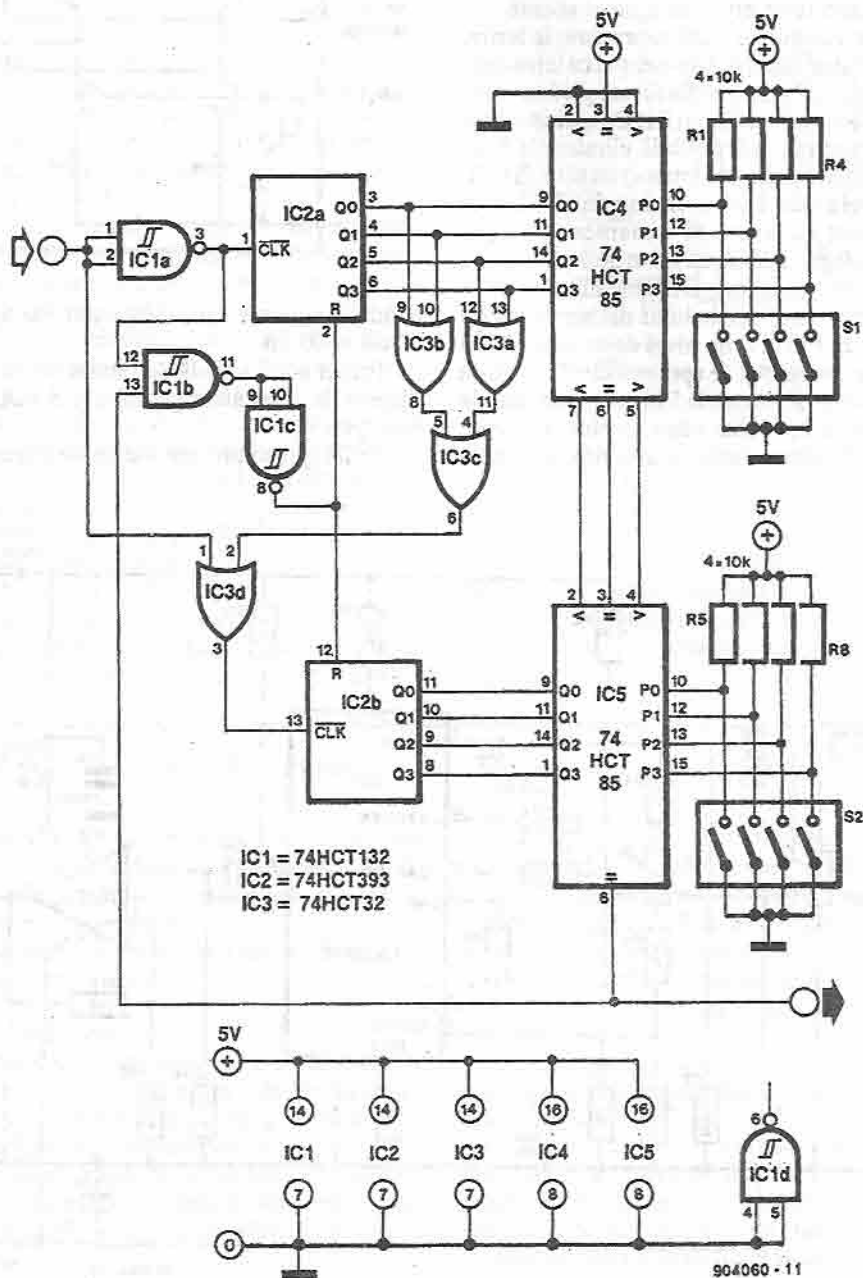 5V
5V
4=10k
2 3 4
< = >
R1
R4
IC2a
3
Q0
9
Q0
P0
10
1
2
3
IC1a
1
CLK
4
Q1
11
Q1
IC4
P1
12
5
Q2
14
Q2
74
P2
13
6
Q3
1
Q3
HCT
P3
15
85
R
2
S1
12
13
11
IC1b
9 10
IC1c
8
9 10
IC3b
12 13
IC3a
8
11
5 4
IC3c
6
< = >
7 6 5
5V
4=10k
1 2
IC3d
3
2 3 4
< = >
R5
R8
12
R
IC2b
Q0
11
9
Q0
IC5
P0
10
13
CLK
Q1
10
11
Q1
P1
12
Q2
9
14
Q2
74
P2
13
Q3
8
1
Q3
HCT
P3
15
85
S2
=
6
IC1 = 74HCT132
IC2 = 74HCT393
IC3 = 74HCT32
5V
14 14 14 16 16
IC1 IC2 IC3 IC4 IC5
7 7 7 8 8
0
6
IC1d
4 5
904060 - 11